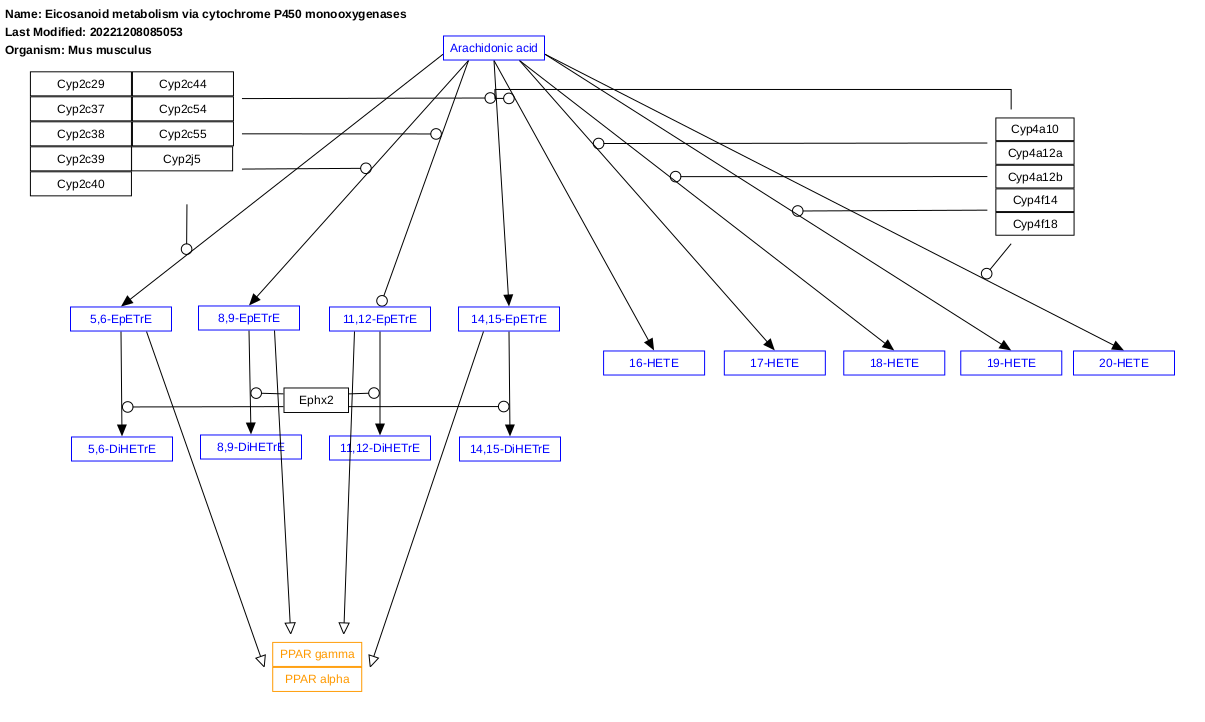 Name: Eicosanoid metabolism via cytochrome P450 monooxygenases
Last Modified: 20221208085053
Organism: Mus musculus
Arachidonic acid
Cyp2c29 Cyp2c44
Cyp2c37 Cyp2c54
Cyp2c38 Cyp2c55
Cyp2c39 Cyp2j5
Cyp2c40
Cyp4a10
Cyp4a12a
Cyp4a12b
Cyp4f14
Cyp4f18
5,6-EpETrE 8,9-EpETrE 11,12-EpETrE 14,15-EpETrE
16-HETE 17-HETE 18-HETE 19-HETE 20-HETE
Ephx2
5,6-DiHETrE 8,9-DiHETrE 11,12-DiHETrE 14,15-DiHETrE
PPAR gamma
PPAR alpha